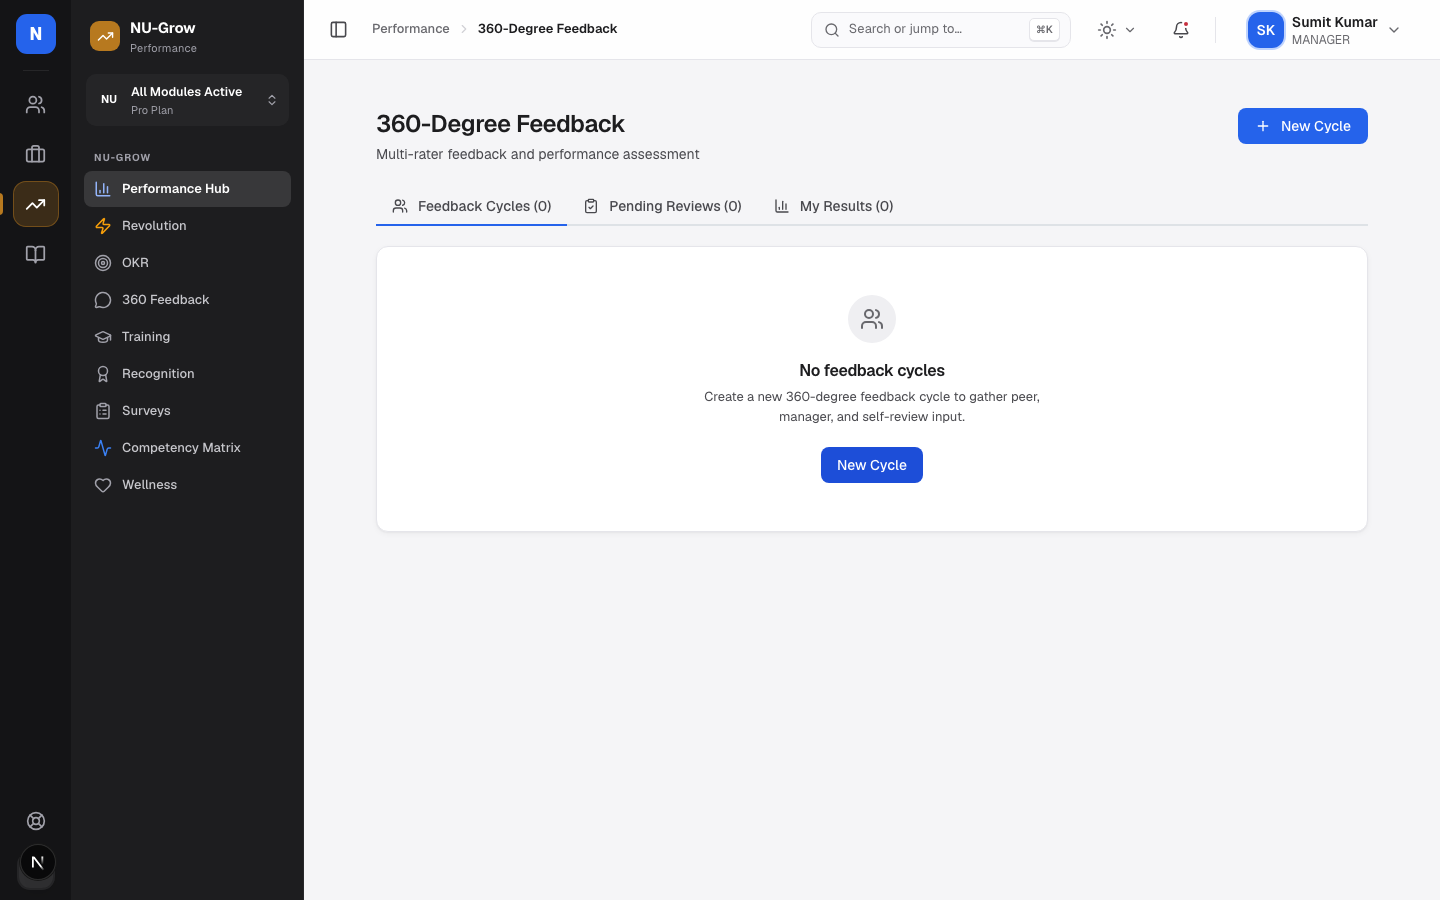 N
NU-Grow
Performance
NU
All Modules Active
Pro Plan
NU-GROW
Performance Hub
Revolution
OKR
360 Feedback
Training
Recognition
Surveys
Competency Matrix
Wellness
N
Performance
360-Degree Feedback
Search or jump to...
⌘K
SK
Sumit Kumar
MANAGER
360-Degree Feedback
Multi-rater feedback and performance assessment
New Cycle
Feedback Cycles (0)
Pending Reviews (0)
My Results (0)
No feedback cycles
Create a new 360-degree feedback cycle to gather peer,
manager, and self-review input.
New Cycle